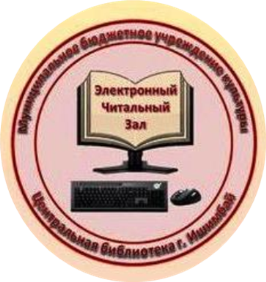 Муниципальное бюджетное учреждение культуры
Электронный
Читальный
Зал
Центральная библиотека г. Ишимбай